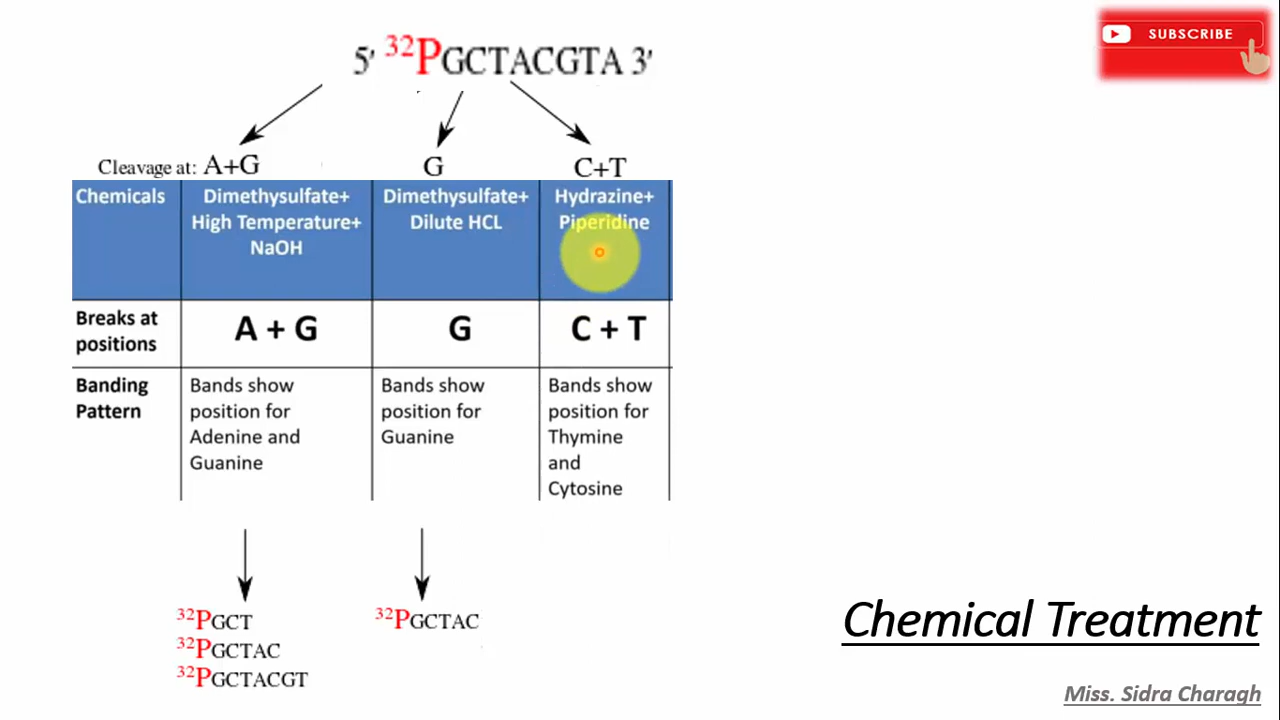 SUBSCRIBE
5' 32PGCTACGTA 3'
Cleavage at: A+G G C+T
Chemicals
Dimethysulfate+
High Temperature+
NaOH
Dimethysulfate+
Dilute HCL
Hydrazine+
Piperidine
Breaks at
positions
A + G
G
C + T
Banding
Pattern
Bands show
position for
Adenine and
Guanine
Bands show
position for
Guanine
Bands show
position for
Thymine
and
Cytosine
32PGCT
32PGCTAC
32PGCTACGT
32PGCTAC
Chemical Treatment
Miss. Sidra Charagh